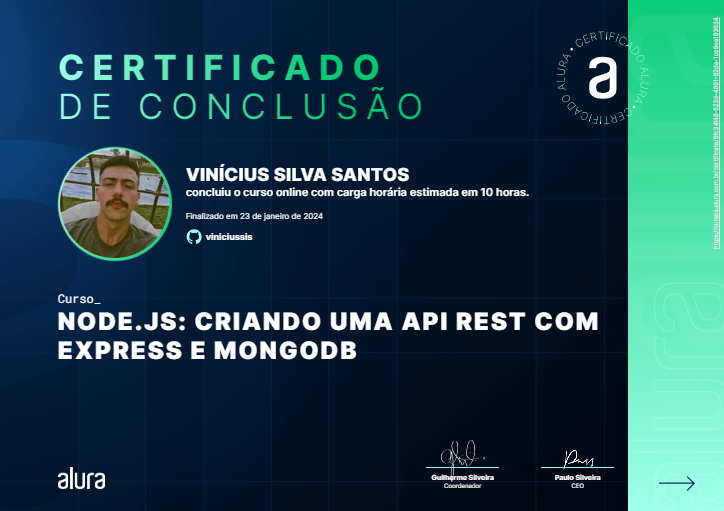 CERTIFICADO
DE CONCLUSÃO
CERTIFICADO ALURA • CERTIFICADO ALURA •
a
VINÍCIUS SILVA SANTOS
concluiu o curso online com carga horária estimada em 10 horas.
Finalizado em 23 de janeiro de 2024
viniciussis
Curso_
NODE.JS: CRIANDO UMA API REST COM
EXPRESS E MONGODB
alura
Guilherme Silveira
Coordenador
Paulo Silveira
CEO
alura